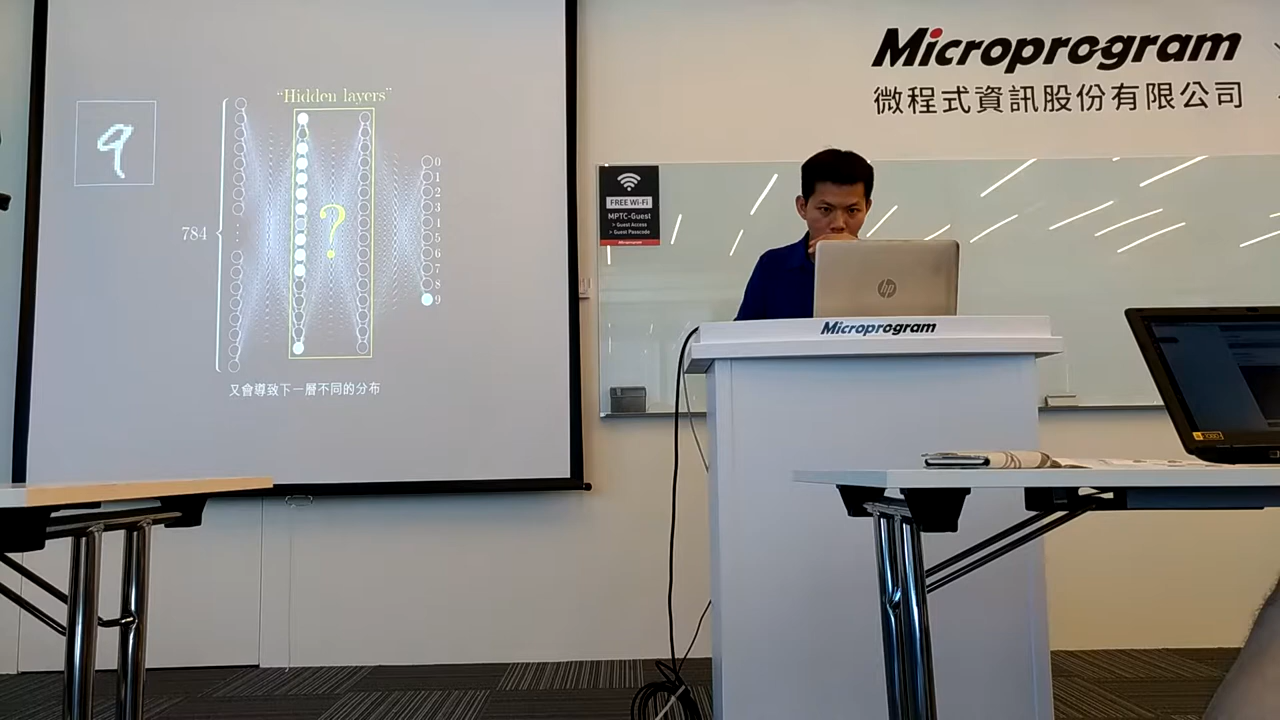 "Hidden layers"
784
?
0
1
2
3
4
5
6
7
8
9
又會導致下一層不同的分布
Microprogram
微程式資訊股份有限公司
FREE Wi-Fi
MPTC-Guest
> Guest Access
> Guest Passcode
Microprogram
hp
Microprogram